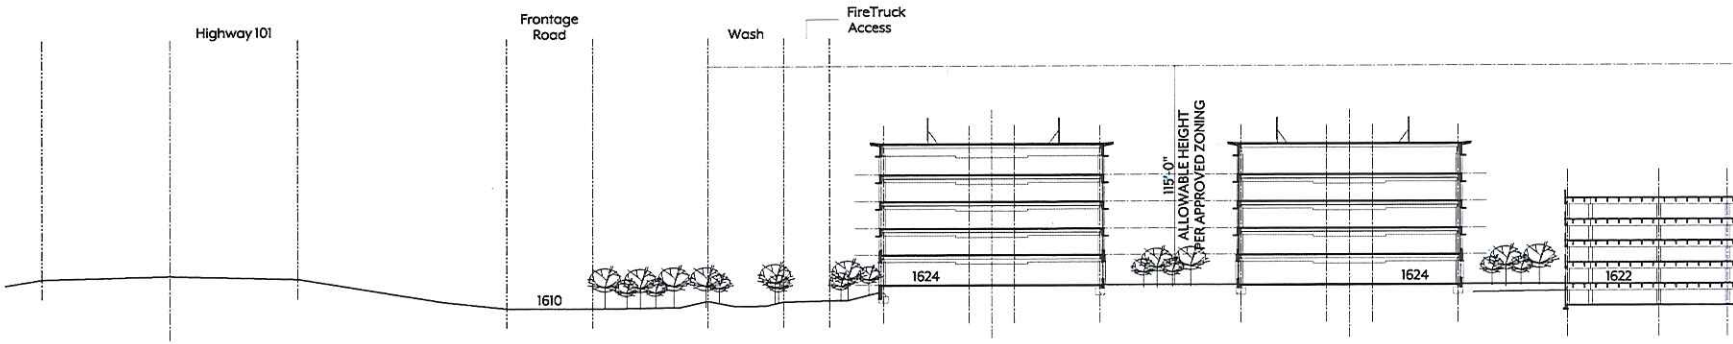 Highway 101
Frontage
Road
Wash
FireTruck
Access
115'-0"
ALLOWABLE HEIGHT
PER APPROVED ZONING
1610
1624
1624
1622